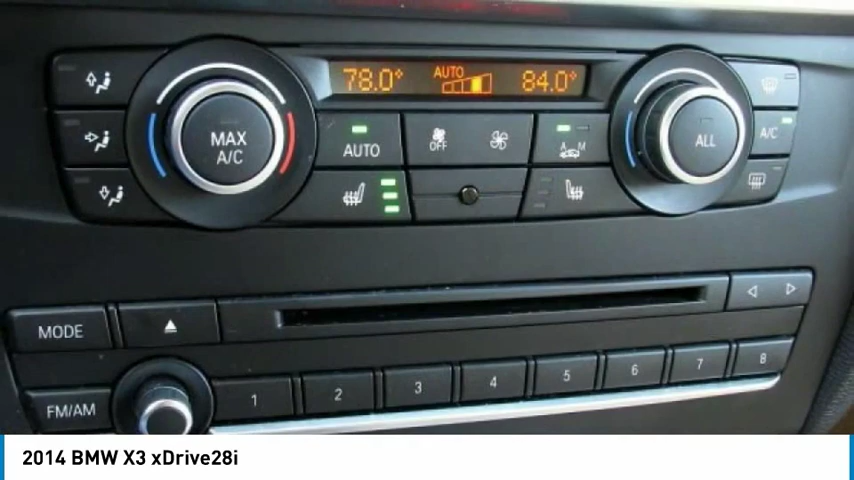 78.0° AUTO 84.0°
MAX
A/C
AUTO
OFF
A M
ALL
A/C
MODE
FM/AM
1 2 3 4 5 6 7 8
2014 BMW X3 xDrive28i